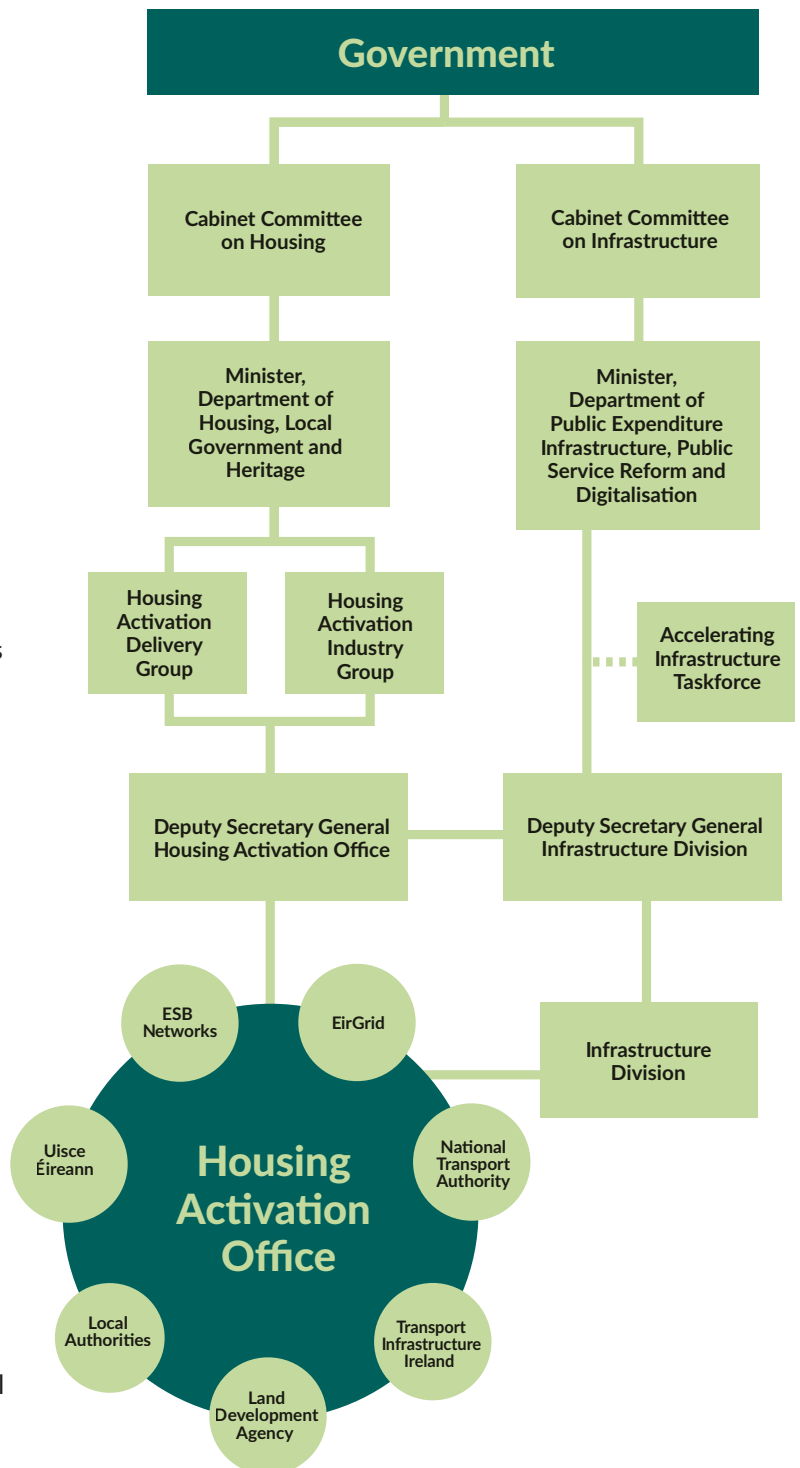 Government
Cabinet Committee
on Housing
Cabinet Committee
on Infrastructure
Minister,
Department of
Housing, Local
Government and
Heritage
Minister,
Department of
Public Expenditure
Infrastructure, Public
Service Reform and
Digitalisation
Housing
Activation
Delivery
Group
Housing
Activation
Industry
Group
Accelerating
Infrastructure
Taskforce
Deputy Secretary General
Housing Activation Office
Deputy Secretary General
Infrastructure Division
ESB
Networks
EirGrid
Infrastructure
Division
Uisce
Éireann
Housing
Activation
Office
National
Transport
Authority
Local
Authorities
Transport
Infrastructure
Ireland
Land
Development
Agency